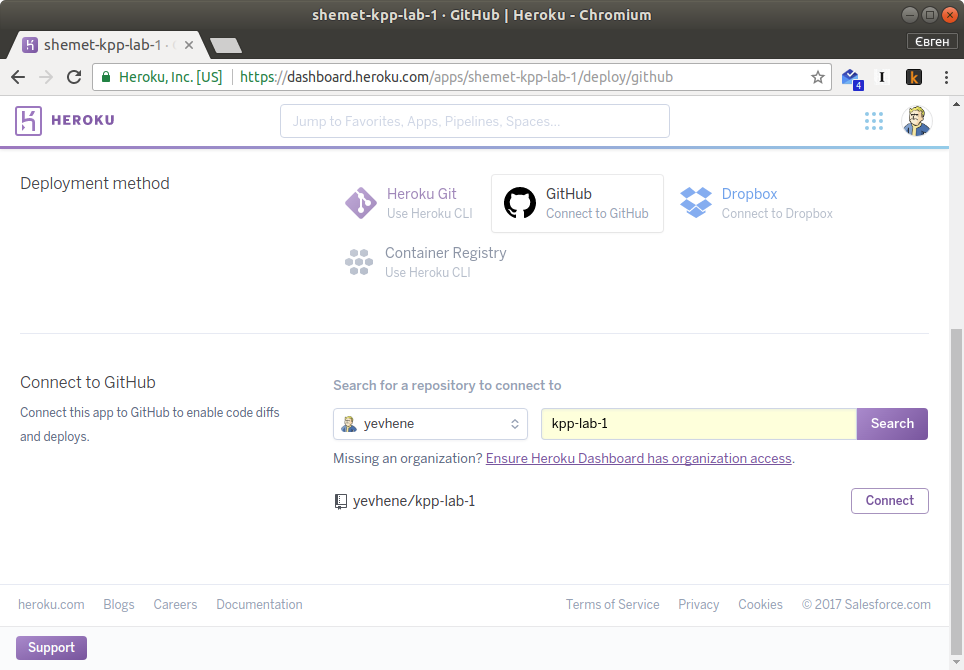 shemet-kpp-lab-1 · GitHub | Heroku - Chromium
shemet-kpp-lab-1 ·
Євген
Heroku, Inc. [US]
https://dashboard.heroku.com/apps/shemet-kpp-lab-1/deploy/github
4
I
k
HEROKU
Jump to Favorites, Apps, Pipelines, Spaces...
Deployment method
Heroku Git
Use Heroku CLI
GitHub
Connect to GitHub
Dropbox
Connect to Dropbox
Container Registry
Use Heroku CLI
Connect to GitHub
Connect this app to GitHub to enable code diffs
and deploys.
Search for a repository to connect to
yevhene
kpp-lab-1
Search
Missing an organization? Ensure Heroku Dashboard has organization access.
yevhene/kpp-lab-1
Connect
heroku.com Blogs Careers Documentation
Terms of Service Privacy Cookies © 2017 Salesforce.com
Support